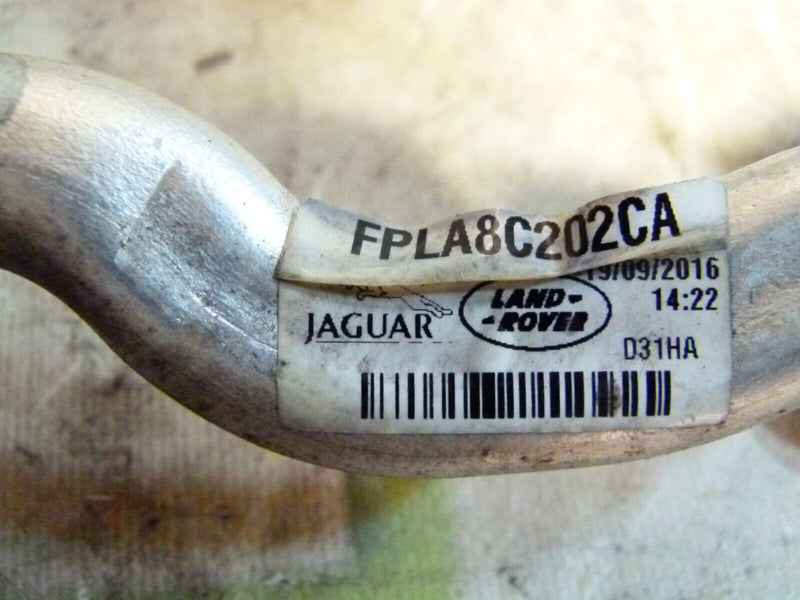 FPLA8C202CA
19/09/2016
14:22
JAGUAR
LAND-
-ROVER
D31HA